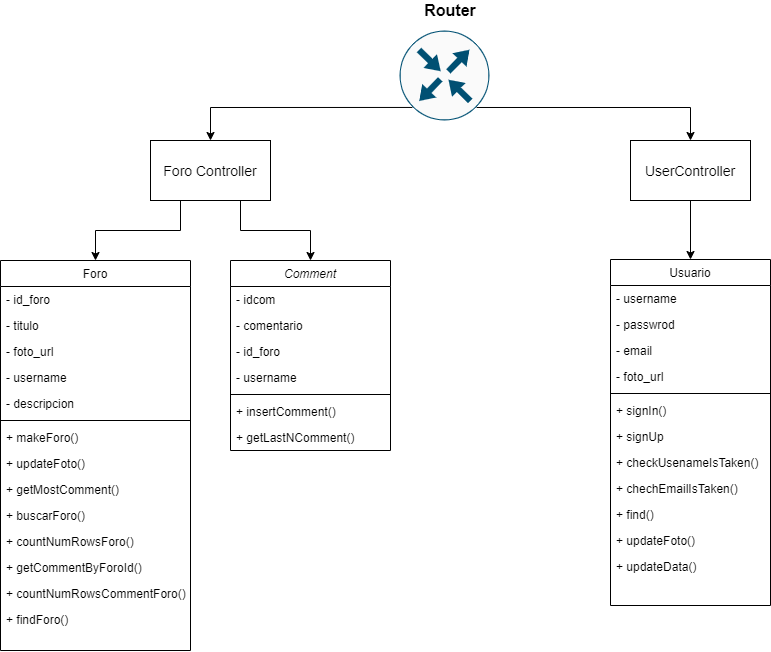 Router
Foro Controller
UserController
Foro
- id_foro
- titulo
- foto_url
- username
- descripcion
+ makeForo()
+ updateFoto()
+ getMostComment()
+ buscarForo()
+ countNumRowsForo()
+ getCommentByForoId()
+ countNumRowsCommentForo()
+ findForo()
Comment
- idcom
- comentario
- id_foro
- username
+ insertComment()
+ getLastNComment()
Usuario
- username
- passwrod
- email
- foto_url
+ signIn()
+ signUp
+ checkUsenameIsTaken()
+ chechEmailIsTaken()
+ find()
+ updateFoto()
+ updateData()